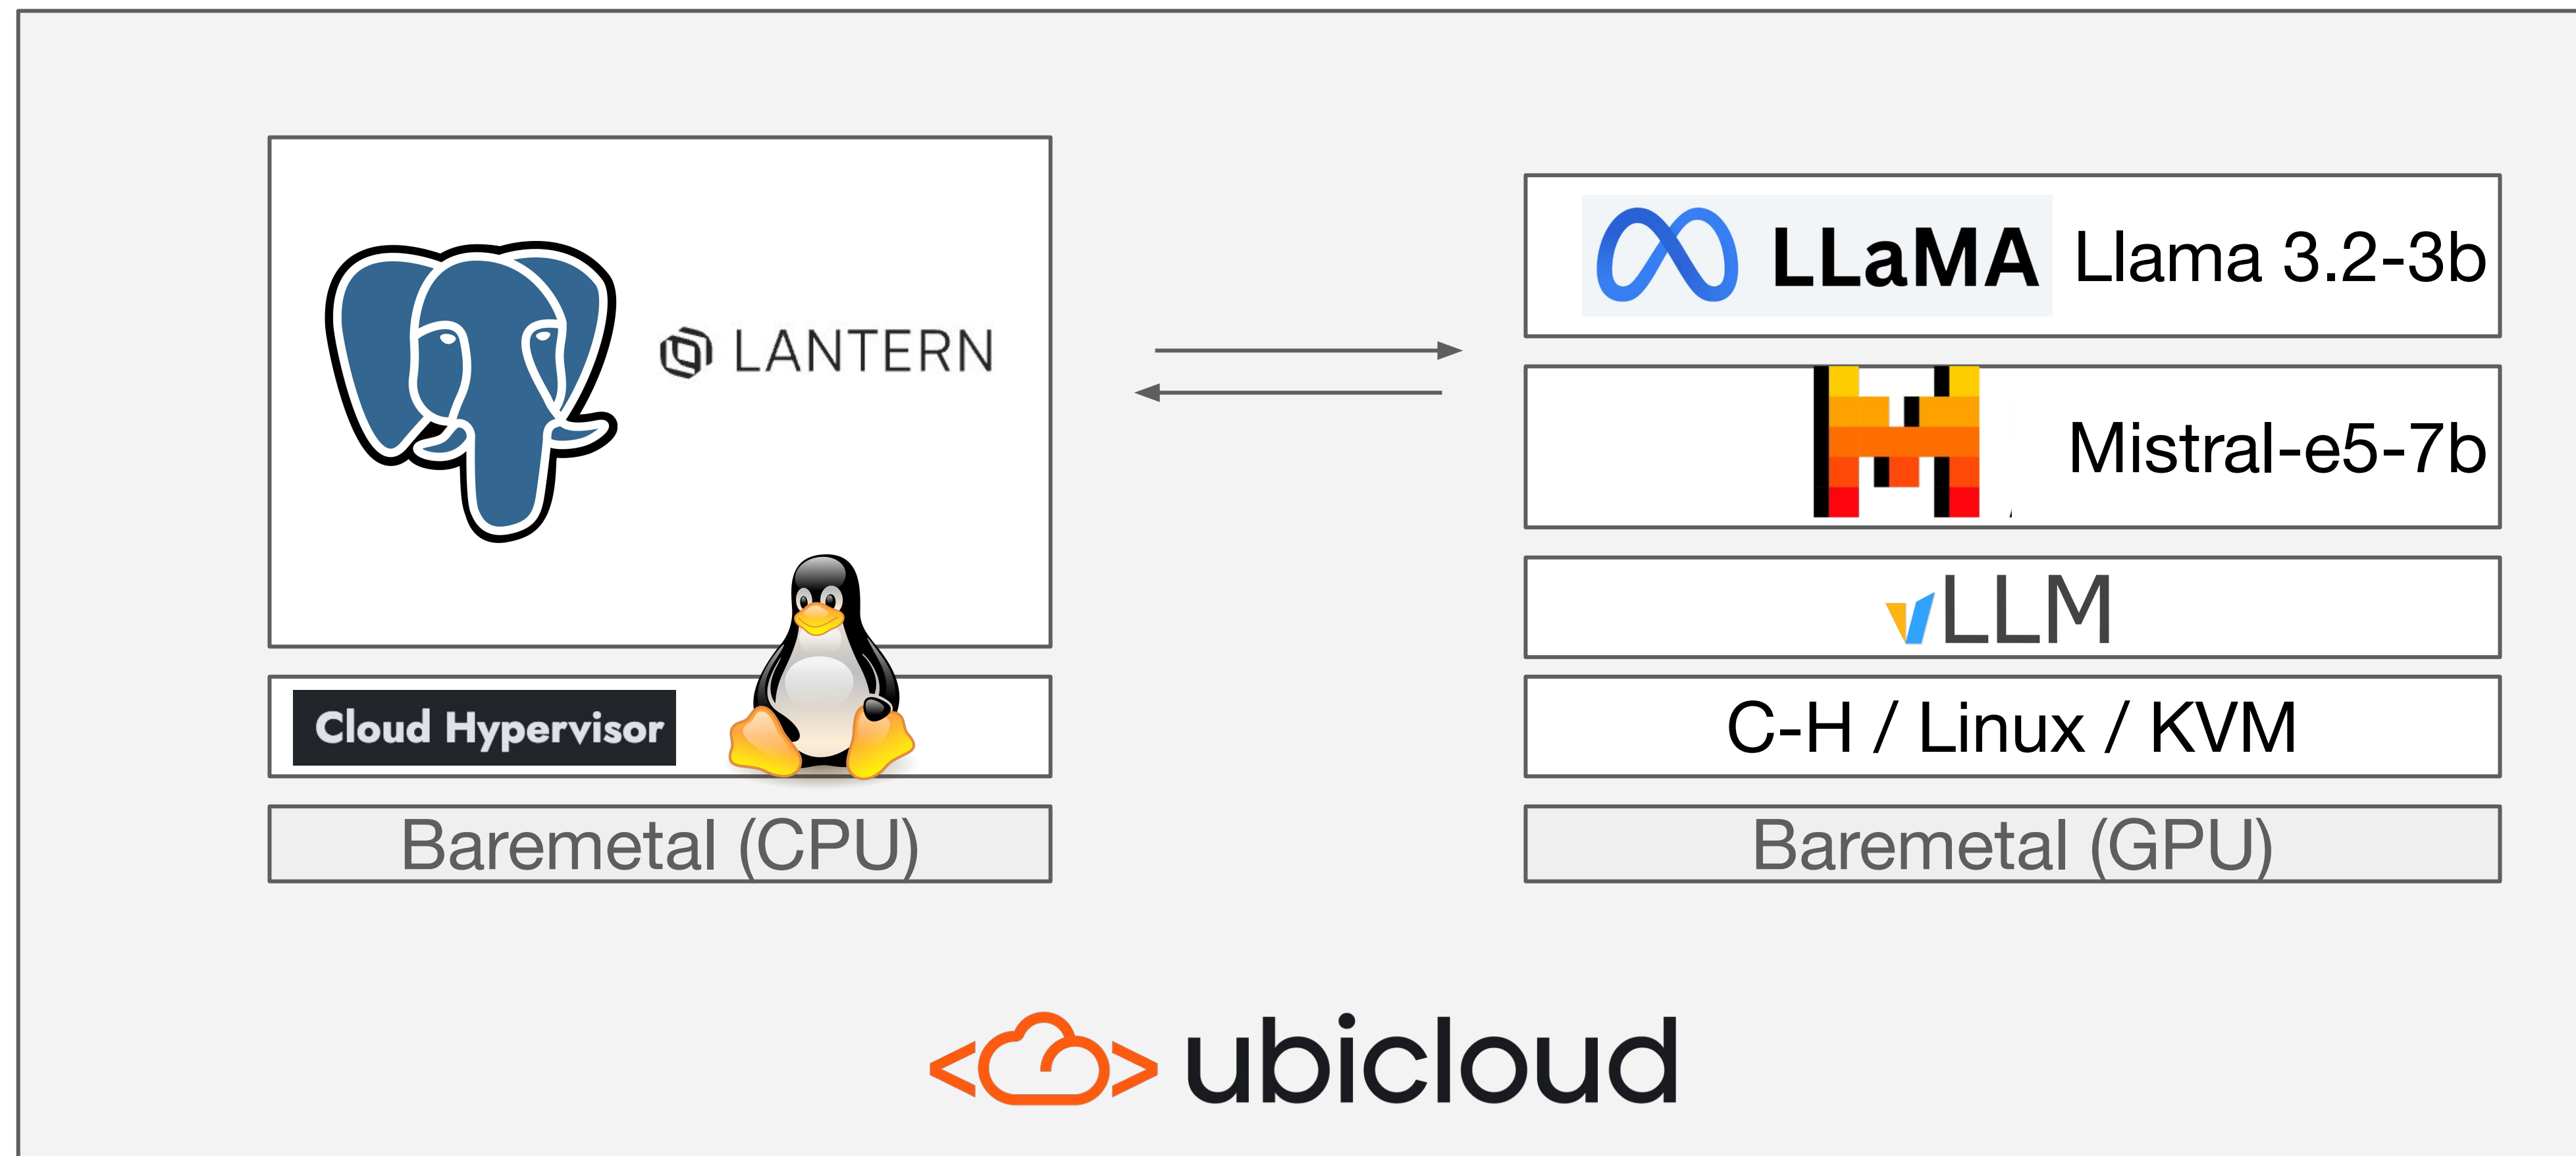 LANTERN
Cloud Hypervisor
Baremetal (CPU)
LLaMA Llama 3.2-3b
Mistral-e5-7b
vLLM
C-H / Linux / KVM
Baremetal (GPU)
ubicloud